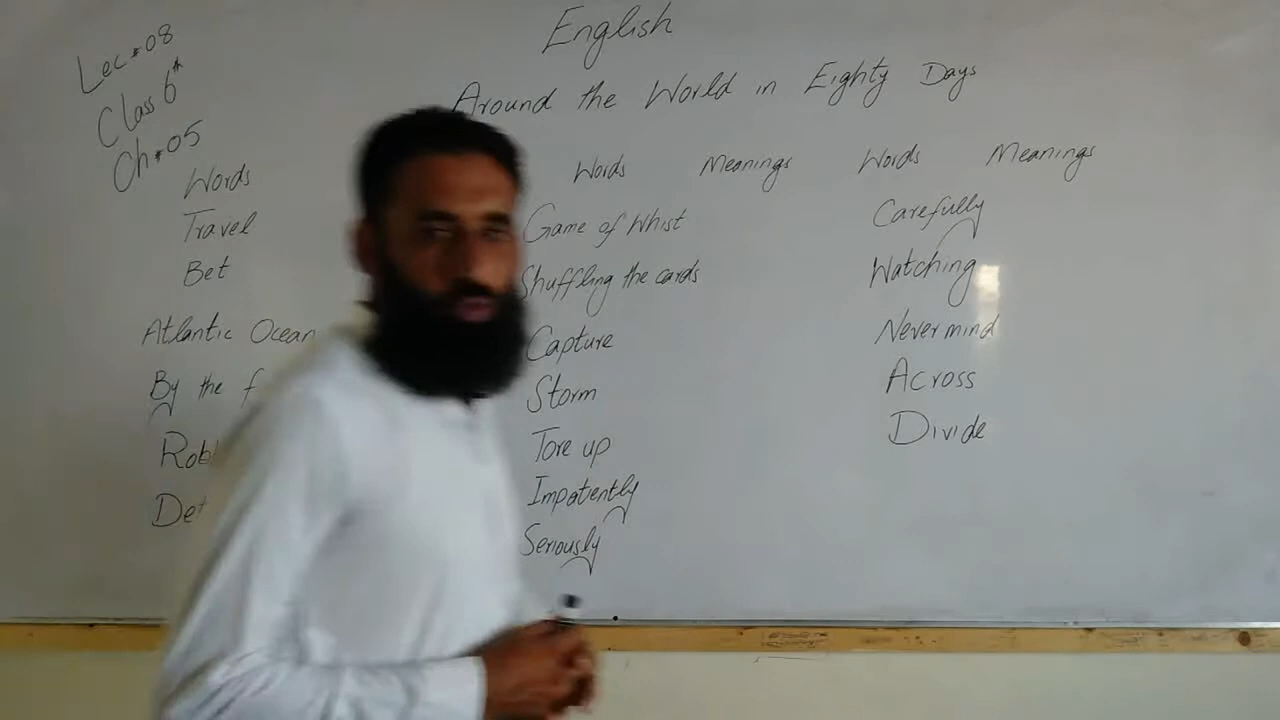 Lec # 08
Class 6th
Ch # 05
English
Around the World in Eighty Days
Words
Travel
Bet
Atlantic Ocean
By the f
Rob
Det
Words Meanings
Game of Whist
Shuffling the cards
Capture
Storm
Tore up
Impatiently
Seriously
Words Meanings
Carefully
Watching
Never mind
Across
Divide